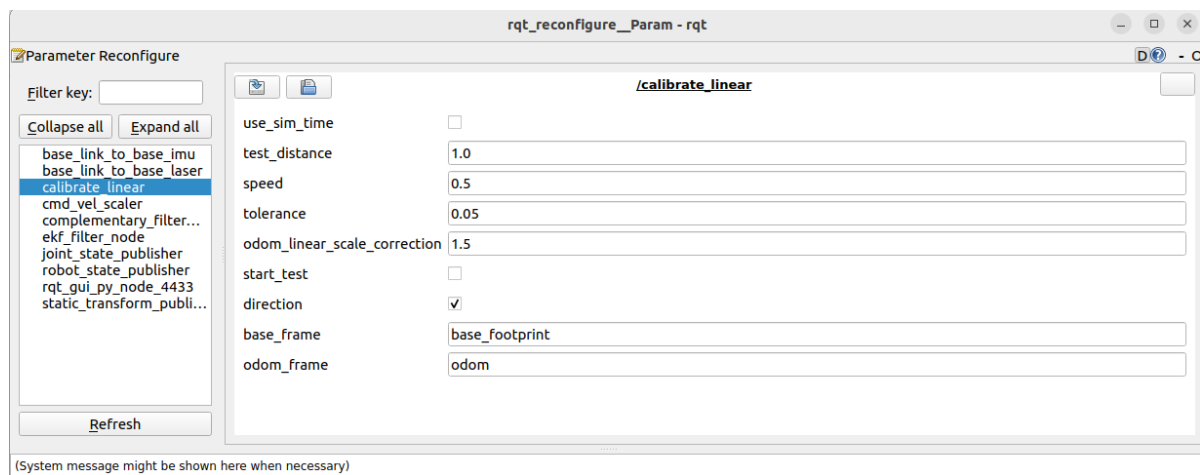 rqt_reconfigure__Param - rqt
Parameter Reconfigure
D - O
Filter key:
/calibrate_linear
Collapse all Expand all
use_sim_time
base_link_to_base_imu
base_link_to_base_laser
calibrate_linear
cmd_vel_scaler
complementary_filter...
ekf_filter_node
joint_state_publisher
robot_state_publisher
rqt_gui_py_node_4433
static_transform_publi...
test_distance 1.0
speed 0.5
tolerance 0.05
odom_linear_scale_correction 1.5
start_test
direction
base_frame base_footprint
odom_frame odom
Refresh
(System message might be shown here when necessary)